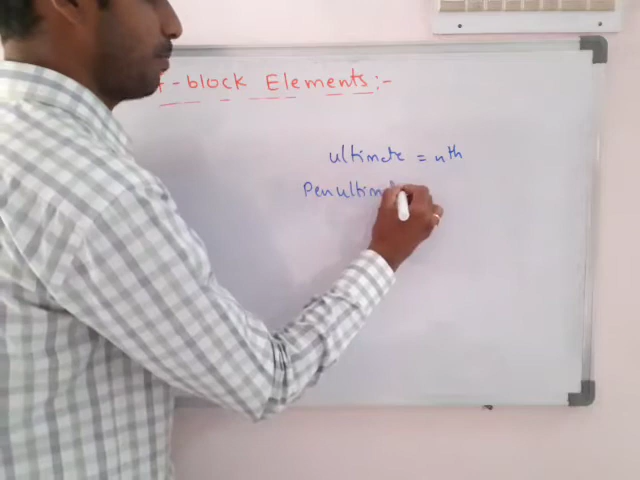 f-block Elements:-
ultimate = nth
Penultim